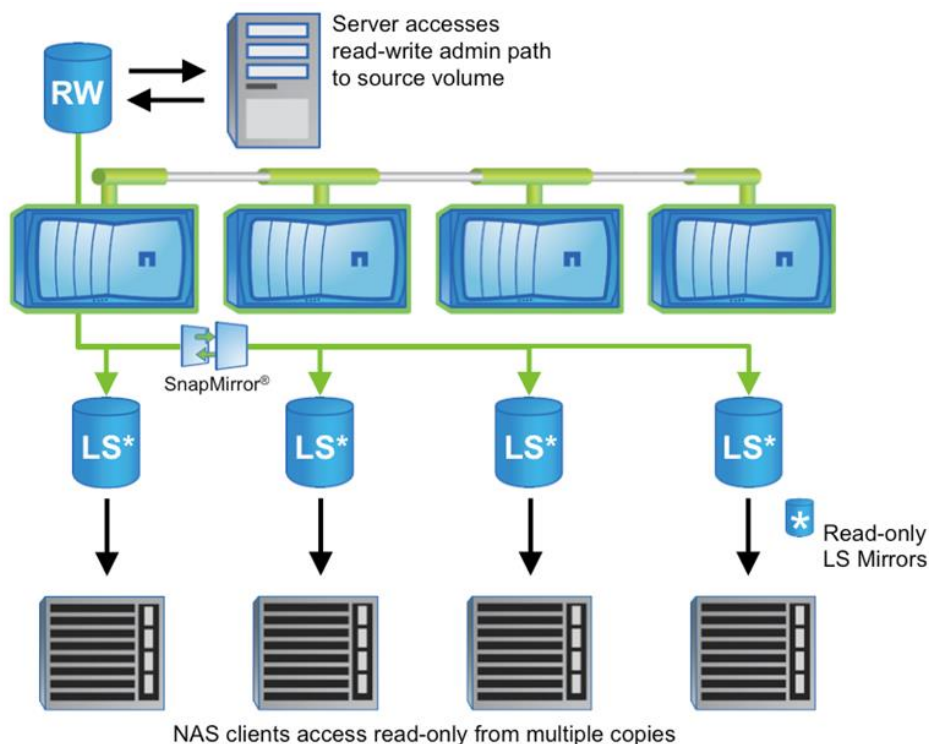 Server accesses
read-write admin path
to source volume
RW
SnapMirror®
LS*
LS*
LS*
LS*
*
Read-only
LS Mirrors
NAS clients access read-only from multiple copies